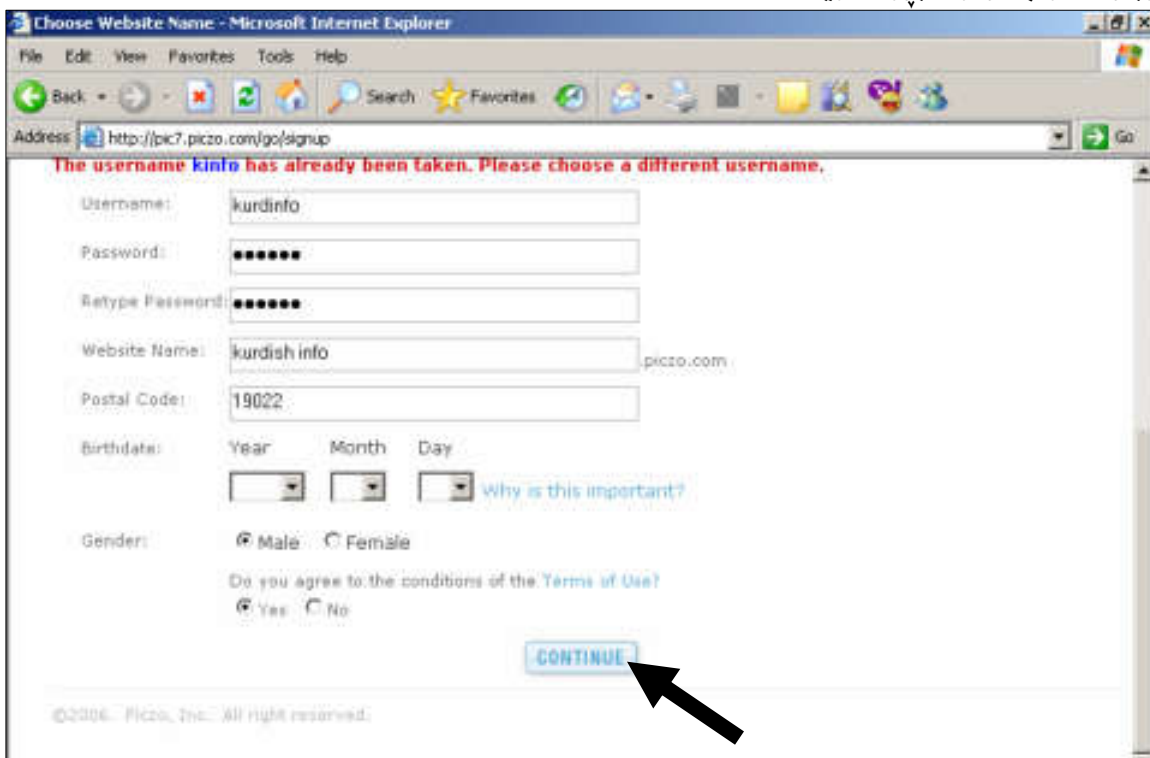 Choose Website Name - Microsoft Internet Explorer
File Edit View Favorites Tools Help
Back Search Favorites
Address http://pic7.piczo.com/go/signup Go
The username kinfo has already been taken. Please choose a different username.
Username: kurdinfo
Password: ●●●●●●
Retype Password: ●●●●●●
Website Name: kurdish info .piczo.com
Postal Code: 19022
Birthdate: Year Month Day
Why is this important?
Gender: Male Female
Do you agree to the conditions of the Terms of Use?
Yes No
CONTINUE
©2006. Piczo, Inc. All right reserved.